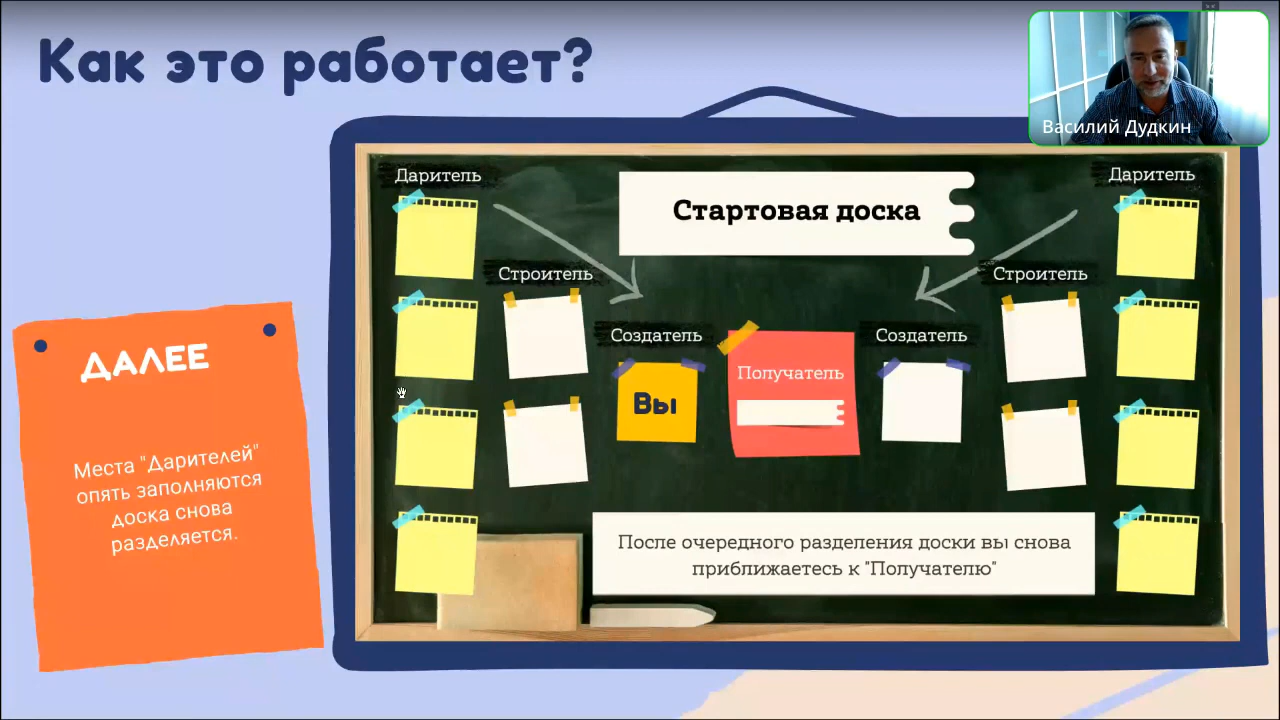 Как это работает?
Василий Дудкин
Даритель
Даритель
Стартовая доска
Строитель
Строитель
Создатель
Создатель
Получатель
Вы
ДАЛЕЕ
Места "Дарителей"
опять заполняются
доска снова
разделяется.
После очередного разделения доски вы снова
приближаетесь к "Получателю"